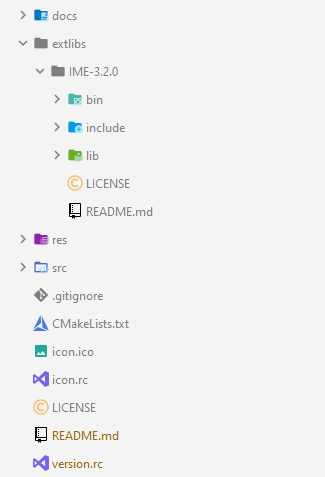 docs
extlibs
IME-3.2.0
bin
include
lib
LICENSE
README.md
res
src
.gitignore
CMakeLists.txt
icon.ico
icon.rc
LICENSE
README.md
version.rc